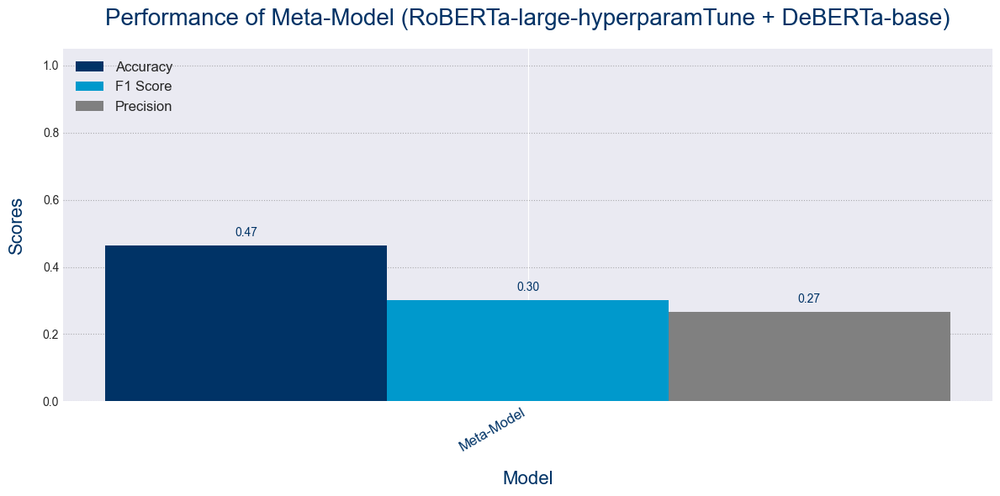 Performance of Meta-Model (RoBERTa-large-hyperparamTune + DeBERTa-base)
Accuracy
F1 Score
Precision
1.0
0.8
0.6
0.4
0.2
0.0
Scores
0.47
0.30
0.27
Meta-Model
Model